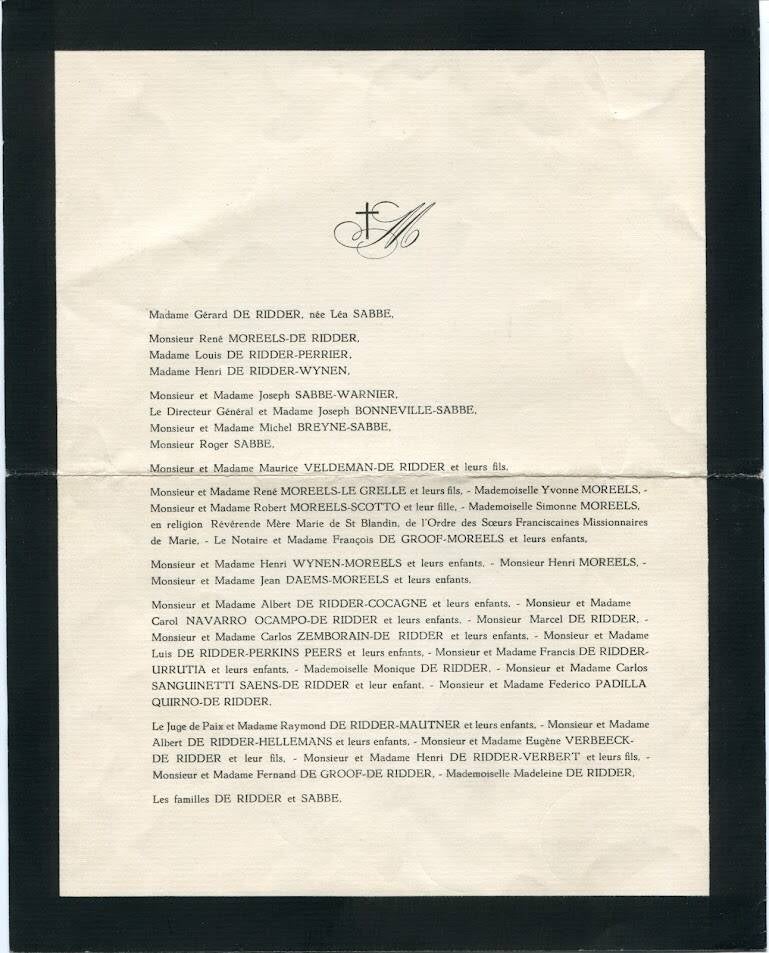 † M
Madame Gérard DE RIDDER, née Léa SABBE,
Monsieur René MOREELS-DE RIDDER,
Madame Louis DE RIDDER-PERRIER,
Madame Henri DE RIDDER-WYNEN,
Monsieur et Madame Joseph SABBE-WARNIER,
Le Directeur Général et Madame Joseph BONNEVILLE-SABBE,
Monsieur et Madame Michel BREYNE-SABBE,
Monsieur Roger SABBE,
Monsieur et Madame Maurice VELDEMAN-DE RIDDER et leurs fils,
Monsieur et Madame René MOREELS-LE GRELLE et leurs fils, - Mademoiselle Yvonne MOREELS, -
Monsieur et Madame Robert MOREELS-SCOTTO et leur fille, - Mademoiselle Simonne MOREELS,
en religion Révérende Mère Marie de St Blandin, de l'Ordre des Sœurs Franciscaines Missionnaires
de Marie, - Le Notaire et Madame François DE GROOF-MOREELS et leurs enfants,
Monsieur et Madame Henri WYNEN-MOREELS et leurs enfants, - Monsieur Henri MOREELS, -
Monsieur et Madame Jean DAEMS-MOREELS et leurs enfants,
Monsieur et Madame Albert DE RIDDER-COCAGNE et leurs enfants, - Monsieur et Madame
Carol NAVARRO OCAMPO-DE RIDDER et leurs enfants, - Monsieur Marcel DE RIDDER, -
Monsieur et Madame Carlos ZEMBORAIN-DE RIDDER et leurs enfants, - Monsieur et Madame
Luis DE RIDDER-PERKINS PEERS et leurs enfants, - Monsieur et Madame Francis DE RIDDER-
URRUTIA et leurs enfants, - Mademoiselle Monique DE RIDDER, - Monsieur et Madame Carlos
SANGUINETTI SAENS-DE RIDDER et leur enfant, - Monsieur et Madame Federico PADILLA
QUIRNO-DE RIDDER,
Le Juge de Paix et Madame Raymond DE RIDDER-MAUTNER et leurs enfants, - Monsieur et Madame
Albert DE RIDDER-HELLEMANS et leurs enfants, - Monsieur et Madame Eugène VERBEECK-
DE RIDDER et leur fils, - Monsieur et Madame Henri DE RIDDER-VERBERT et leurs fils, -
Monsieur et Madame Fernand DE GROOF-DE RIDDER, - Mademoiselle Madeleine DE RIDDER,
Les familles DE RIDDER et SABBE,